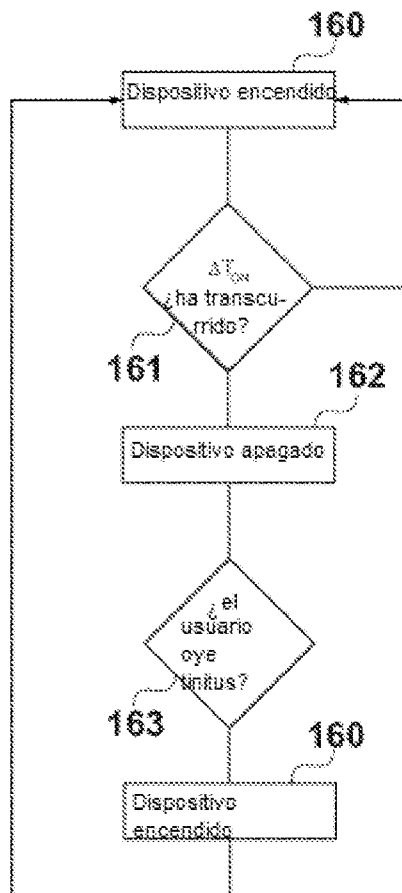 160
Dispositivo encendido
ΔT_ON
¿ha transcu-
rrido?
161
162
Dispositivo apagado
¿el
usuario
oye
tinitus?
163
160
Dispositivo
encendido